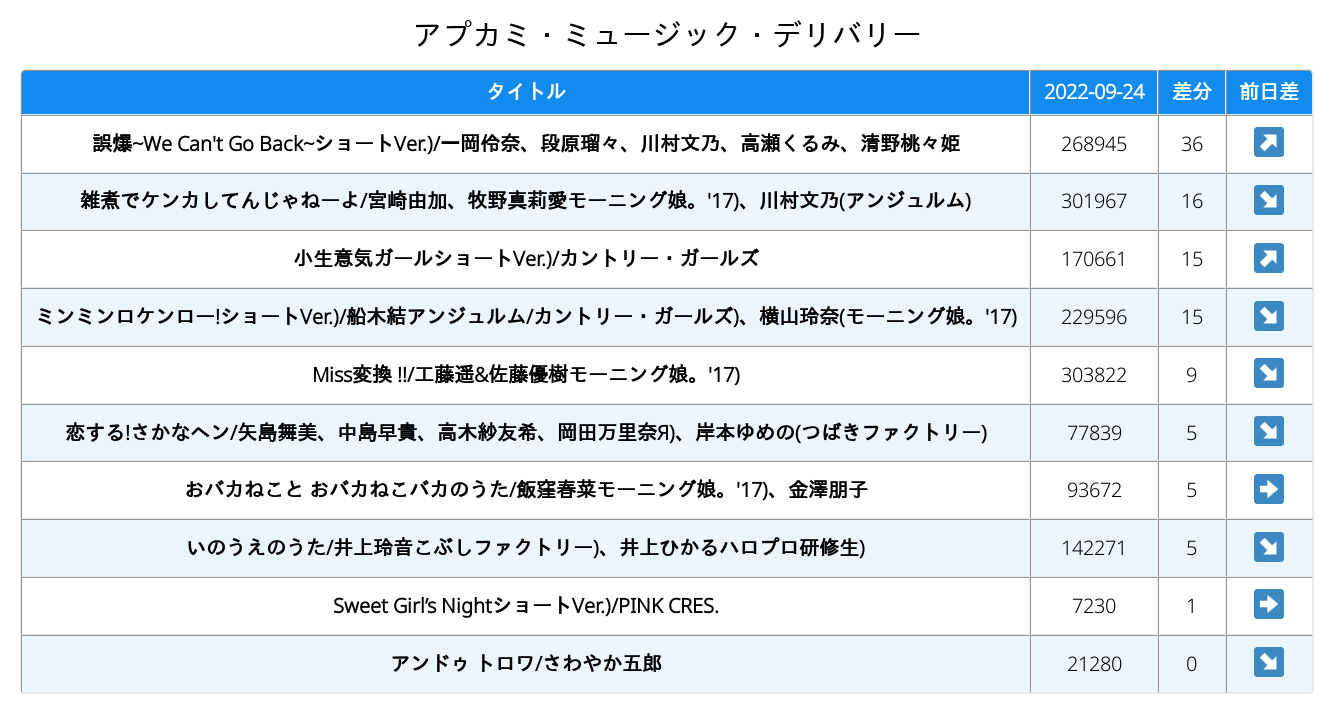 アプカミ・ミュージック・デリバリー
タイトル 2022-09-24 差分 前日差
誤爆~We Can't Go Back~ショートVer.)/一岡伶奈、段原瑠々、川村文乃、高瀬くるみ、清野桃々姫 268945 36 ↗
雑煮でケンカしてんじゃねーよ/宮崎由加、牧野真莉愛モーニング娘。'17)、川村文乃(アンジュルム) 301967 16 ↘
小生意気ガールショートVer.)/カントリー・ガールズ 170661 15 ↗
ミンミンロケンロー!ショートVer.)/船木結アンジュルム/カントリー・ガールズ)、横山玲奈(モーニング娘。'17) 229596 15 ↘
Miss変換 !!/工藤遥&佐藤優樹モーニング娘。'17) 303822 9 ↘
恋する!さかなヘン/矢島舞美、中島早貴、高木紗友希、岡田万里奈Я)、岸本ゆめの(つばきファクトリー) 77839 5 ↘
おバカねこと おバカねこバカのうた/飯窪春菜モーニング娘。'17)、金澤朋子 93672 5 ➡
いのうえのうた/井上玲音こぶしファクトリー)、井上ひかるハロプロ研修生) 142271 5 ↘
Sweet Girl’s NightショートVer.)/PINK CRES. 7230 1 ➡
アンドゥ トロワ/さわやか五郎 21280 0 ↘